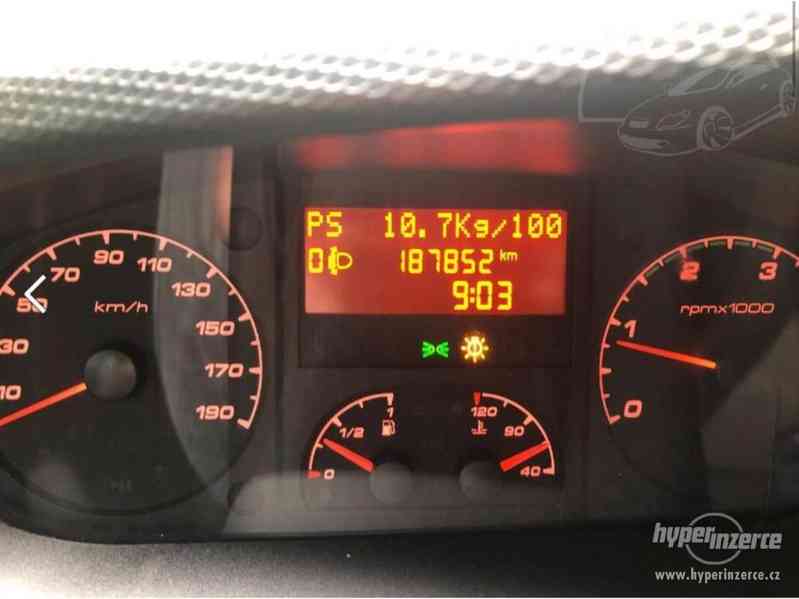 PS 10.7Kg/100
0 187852 km
9:03
10 30 50 70 90 110 130 150 170 190
km/h
0 1 2 3
rpmx1000
0 1/2 1
120 90 40
hyperinzerce
www.hyperinzerce.cz